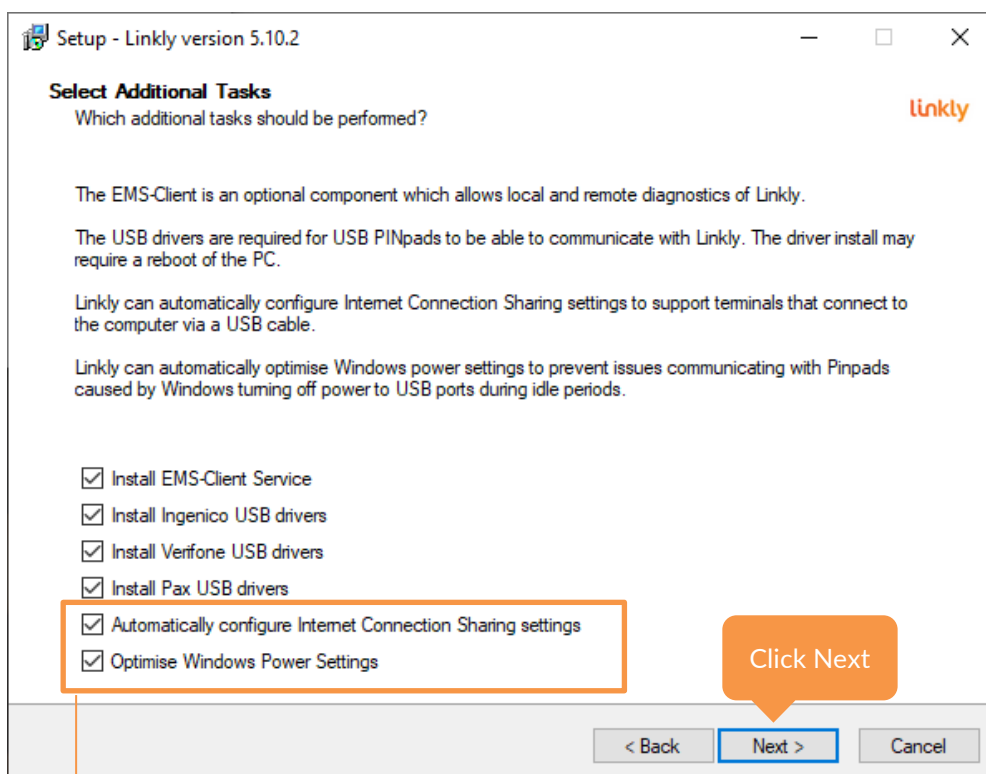 Setup - Linkly version 5.10.2
Select Additional Tasks
Which additional tasks should be performed?
linkly
The EMS-Client is an optional component which allows local and remote diagnostics of Linkly.
The USB drivers are required for USB PINpads to be able to communicate with Linkly. The driver install may
require a reboot of the PC.
Linkly can automatically configure Internet Connection Sharing settings to support terminals that connect to
the computer via a USB cable.
Linkly can automatically optimise Windows power settings to prevent issues communicating with Pinpads
caused by Windows turning off power to USB ports during idle periods.
Install EMS-Client Service
Install Ingenico USB drivers
Install Verifone USB drivers
Install Pax USB drivers
Automatically configure Internet Connection Sharing settings
Optimise Windows Power Settings
Click Next
< Back
Next >
Cancel